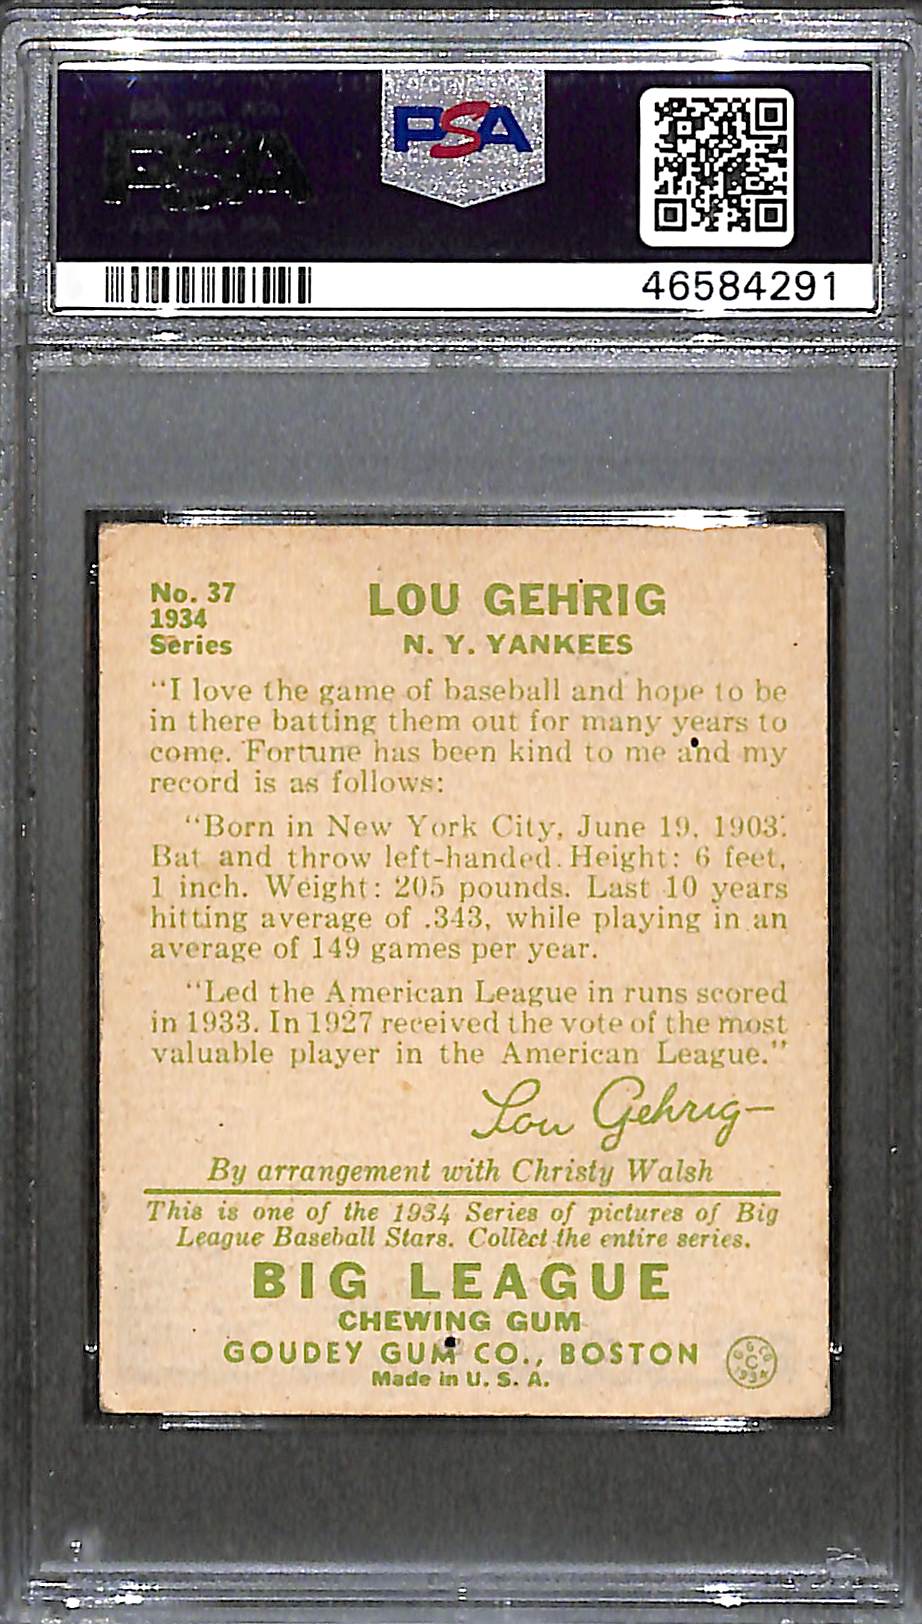 PSA
46584291
No. 37
1934
Series
LOU GEHRIG
N. Y. YANKEES
"I love the game of baseball and hope to be
in there batting them out for many years to
come. Fortune has been kind to me and my
record is as follows:
"Born in New York City, June 19, 1903.
Bat and throw left-handed. Height: 6 feet,
1 inch. Weight: 205 pounds. Last 10 years
hitting average of .343, while playing in an
average of 149 games per year.
"Led the American League in runs scored
in 1933. In 1927 received the vote of the most
valuable player in the American League."
Lou Gehrig
By arrangement with Christy Walsh
This is one of the 1934 Series of pictures of Big
League Baseball Stars. Collect the entire series.
BIG LEAGUE
CHEWING GUM
GOUDEY GUM CO., BOSTON
Made in U. S. A.